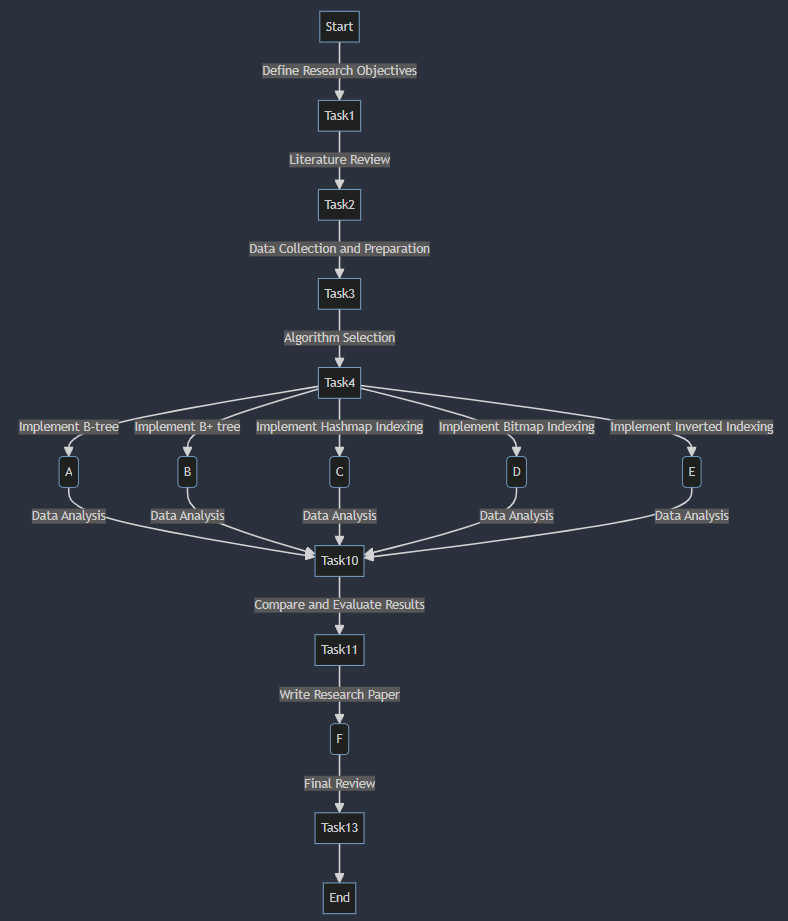 Start
Define Research Objectives
Task1
Literature Review
Task2
Data Collection and Preparation
Task3
Algorithm Selection
Task4
Implement B-tree
Implement B+ tree
Implement Hashmap Indexing
Implement Bitmap Indexing
Implement Inverted Indexing
A
B
C
D
E
Data Analysis
Data Analysis
Data Analysis
Data Analysis
Data Analysis
Task10
Compare and Evaluate Results
Task11
Write Research Paper
F
Final Review
Task13
End